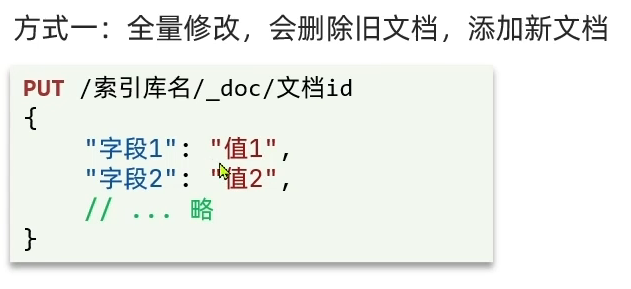 方式一：全量修改，会删除旧文档，添加新文档
PUT /索引库名/_doc/文档id
{
"字段1": "值1",
"字段2": "值2",
// ... 略
}